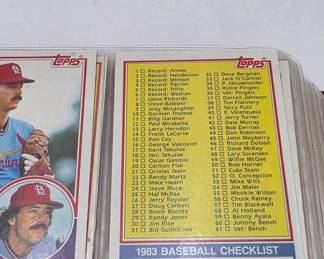 Topps
Topps
1 Record: Armas
2 Record: Henderson
3 Record: Minton
4 Record: Parrish
5 Record: Trillo
6 Record: Watson
7 Gene Richards
8 Steve Balboni
9 Joey McLaughlin
10 Gorman Thomas
11 Billy Gardner
12 Paul Mirabella
13 Larry Herndon
14 Frank LaCorte
15 Ron Cey
16 George Vukovich
17 Kent Tekulve
18 Vet: Tekulve
19 Oscar Gamble
20 Carlton Fisk
21 Orioles Team
22 Randy Martz
23 Mike Heath
24 Steve Mura
25 Hal McRae
26 Jerry Royster
27 Doug Corbett
28 Bruce Bochte
29 Randy Jones
30 Jim Rice
31 Bill Gullickson
32 Dave Bergman
33 Jack O'Connor
34 P. Householder
35 Rollie Fingers
36 Vet: Fingers
37 Darrell Johnson
38 Tim Flannery
39 Terry Puhl
40 F. Valenzuela
41 Jerry Turner
42 Dale Murray
43 Bob Dernier
44 Don Robinson
45 John Mayberry
46 Richard Dotson
47 Dave McKay
48 Lary Sorensen
49 Willie McGee
50 Bob Horner
51 Cubs Team
52 O. Concepcion
53 Mike Witt
54 Jim Maler
55 Mookie Wilson
56 Chuck Rainey
57 Tim Blackwell
58 Al Holland
59 Benny Ayala
60 Johnny Bench
61 Vet: Bench
1983 BASEBALL CHECKLIST